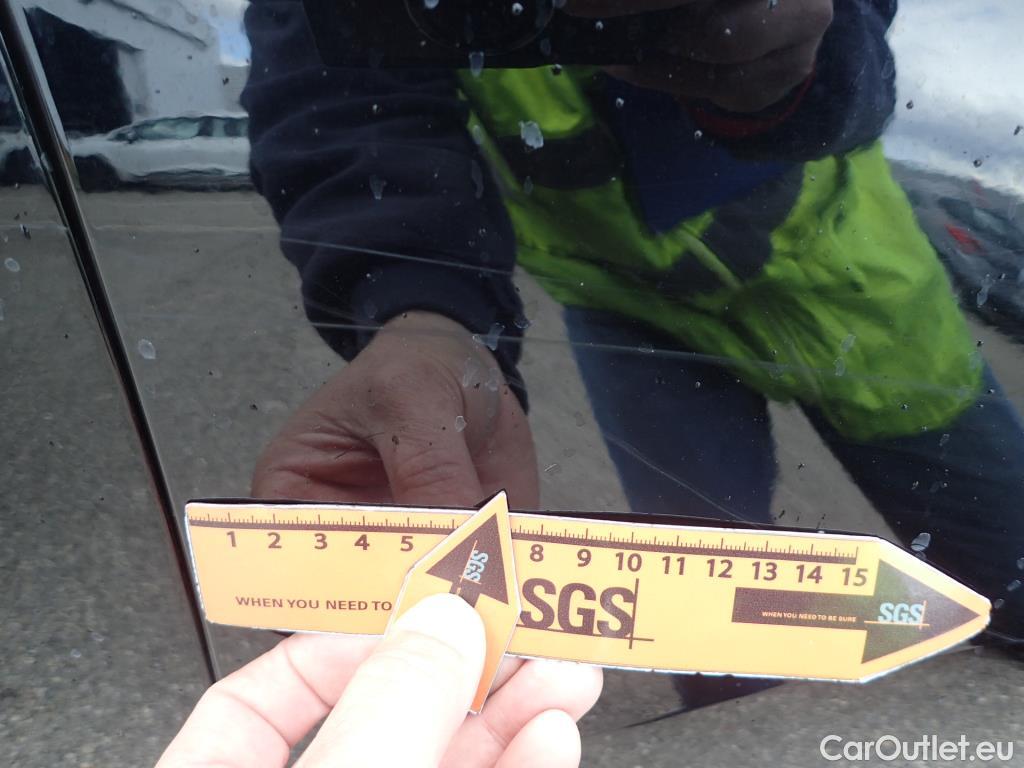 1 2 3 4 5 8 9 10 11 12 13 14 15
SGS
WHEN YOU NEED TO
SGS
WHEN YOU NEED TO BE SURE
SGS
CarOutlet.eu